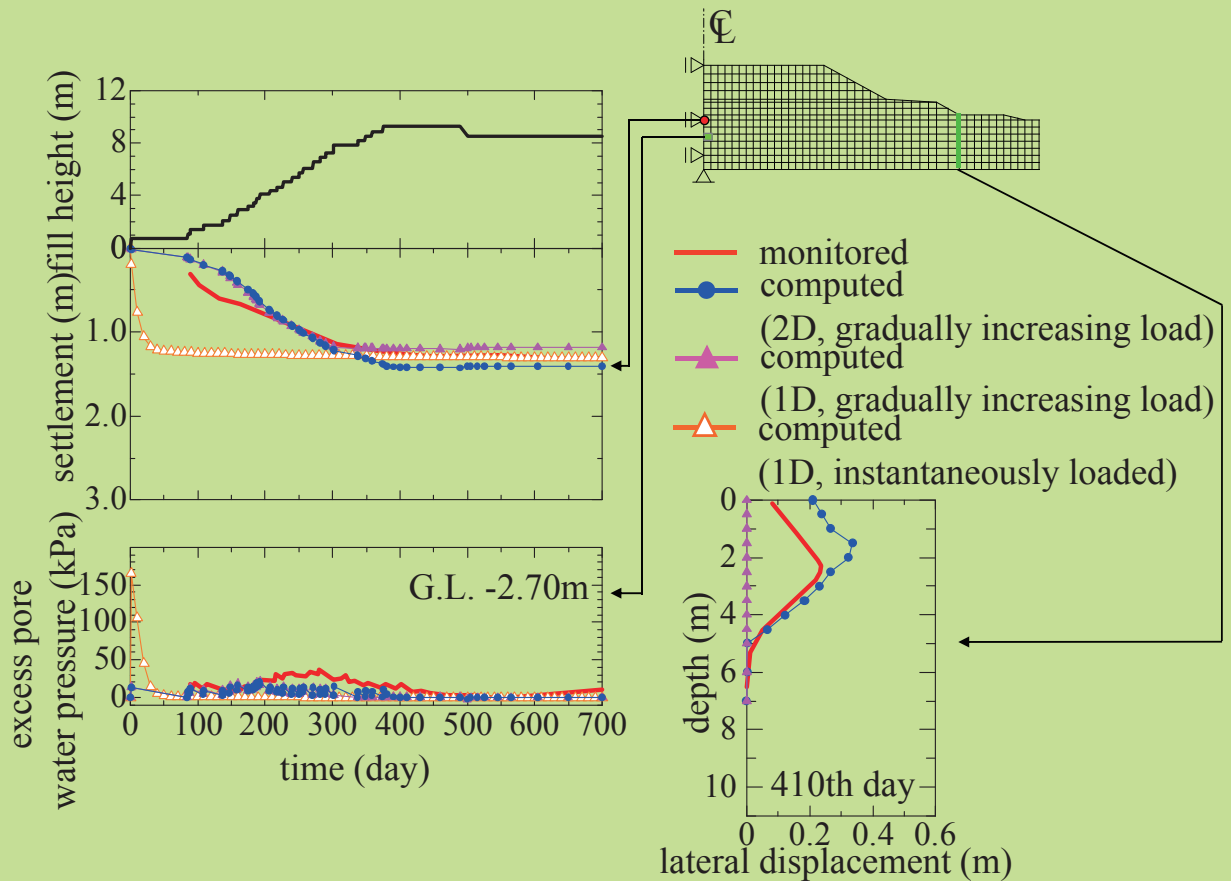 ℄
12
8
4
0
fill height (m)
0
1.0
2.0
3.0
settlement (m)
150
100
50
0
excess pore
water pressure (kPa)
G.L. -2.70m
0 100 200 300 400 500 600 700
time (day)
monitored
computed
(2D, gradually increasing load)
computed
(1D, gradually increasing load)
computed
(1D, instantaneously loaded)
0
2
4
6
8
10
depth (m)
410th day
0 0.2 0.4 0.6
lateral displacement (m)